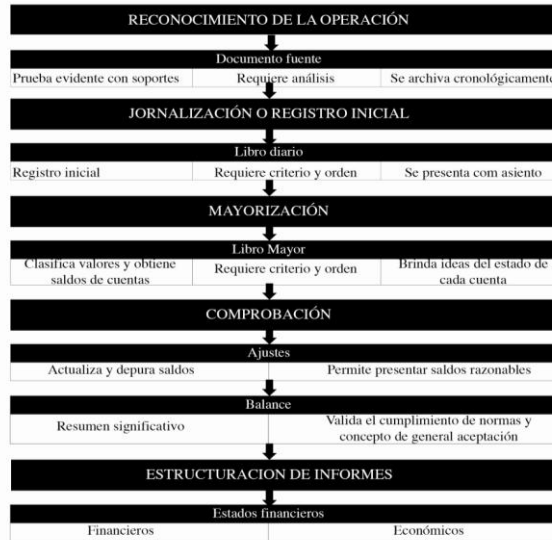 RECONOCIMIENTO DE LA OPERACIÓN
Documento fuente
Prueba evidente con soportes
Requiere análisis
Se archiva cronológicamente
JORNALIZACIÓN O REGISTRO INICIAL
Libro diario
Registro inicial
Requiere criterio y orden
Se presenta com asiento
MAYORIZACIÓN
Libro Mayor
Clasifica valores y obtiene
saldos de cuentas
Requiere criterio y orden
Brinda ideas del estado de
cada cuenta
COMPROBACIÓN
Ajustes
Actualiza y depura saldos
Permite presentar saldos razonables
Balance
Resumen significativo
Valida el cumplimiento de normas y
concepto de general aceptación
ESTRUCTURACION DE INFORMES
Estados financieros
Financieros
Económicos